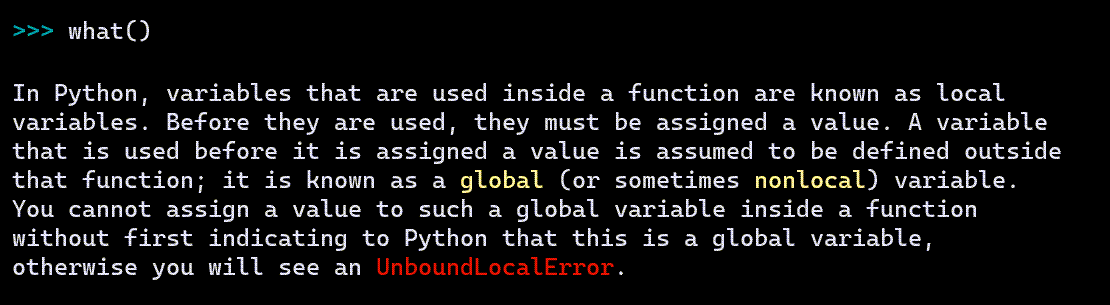 >>> what()
In Python, variables that are used inside a function are known as local
variables. Before they are used, they must be assigned a value. A variable
that is used before it is assigned a value is assumed to be defined outside
that function; it is known as a global (or sometimes nonlocal) variable.
You cannot assign a value to such a global variable inside a function
without first indicating to Python that this is a global variable,
otherwise you will see an UnboundLocalError.